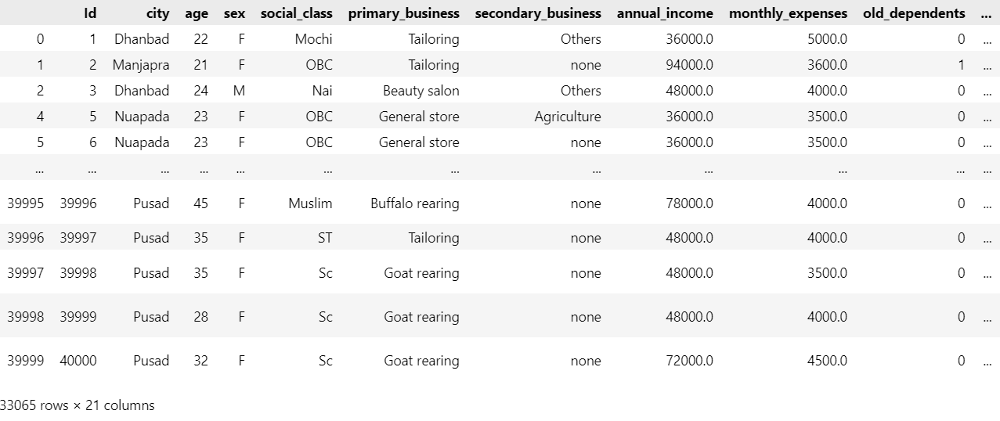 Id city age sex social_class primary_business secondary_business annual_income monthly_expenses old_dependents ...
0 1 Dhanbad 22 F Mochi Tailoring Others 36000.0 5000.0 0 ...
1 2 Manjapra 21 F OBC Tailoring none 94000.0 3600.0 1 ...
2 3 Dhanbad 24 M Nai Beauty salon Others 48000.0 4000.0 0 ...
4 5 Nuapada 23 F OBC General store Agriculture 36000.0 3500.0 0 ...
5 6 Nuapada 23 F OBC General store none 36000.0 3500.0 0 ...
... ... ... ... ... ... ... ... ... ... ... ...
39995 39996 Pusad 45 F Muslim Buffalo rearing none 78000.0 4000.0 0 ...
39996 39997 Pusad 35 F ST Tailoring none 48000.0 4000.0 0 ...
39997 39998 Pusad 35 F Sc Goat rearing none 48000.0 3500.0 0 ...
39998 39999 Pusad 28 F Sc Goat rearing none 48000.0 4000.0 0 ...
39999 40000 Pusad 32 F Sc Goat rearing none 72000.0 4500.0 0 ...
33065 rows × 21 columns